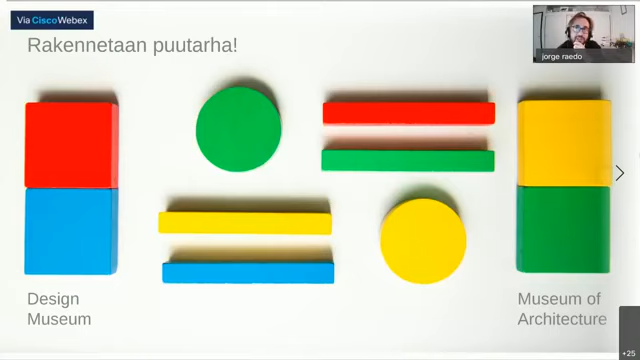 Via Cisco Webex
Rakennetaan puutarha!
jorge raedo
Design
Museum
Museum of
Architecture
+25